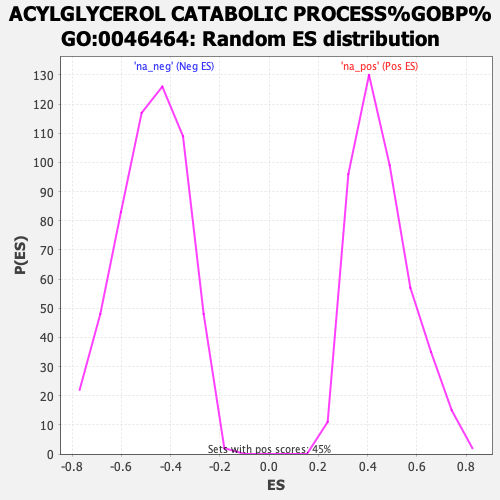 ACYLGLYCEROL CATABOLIC PROCESS%GOBP%
GO:0046464: Random ES distribution
'na_neg' (Neg ES)
'na_pos' (Pos ES)
P(ES)
130
120
110
100
90
80
70
60
50
40
30
20
10
0
Sets with pos scores: 45%
-0.8 -0.6 -0.4 -0.2 0.0 0.2 0.4 0.6 0.8
ES